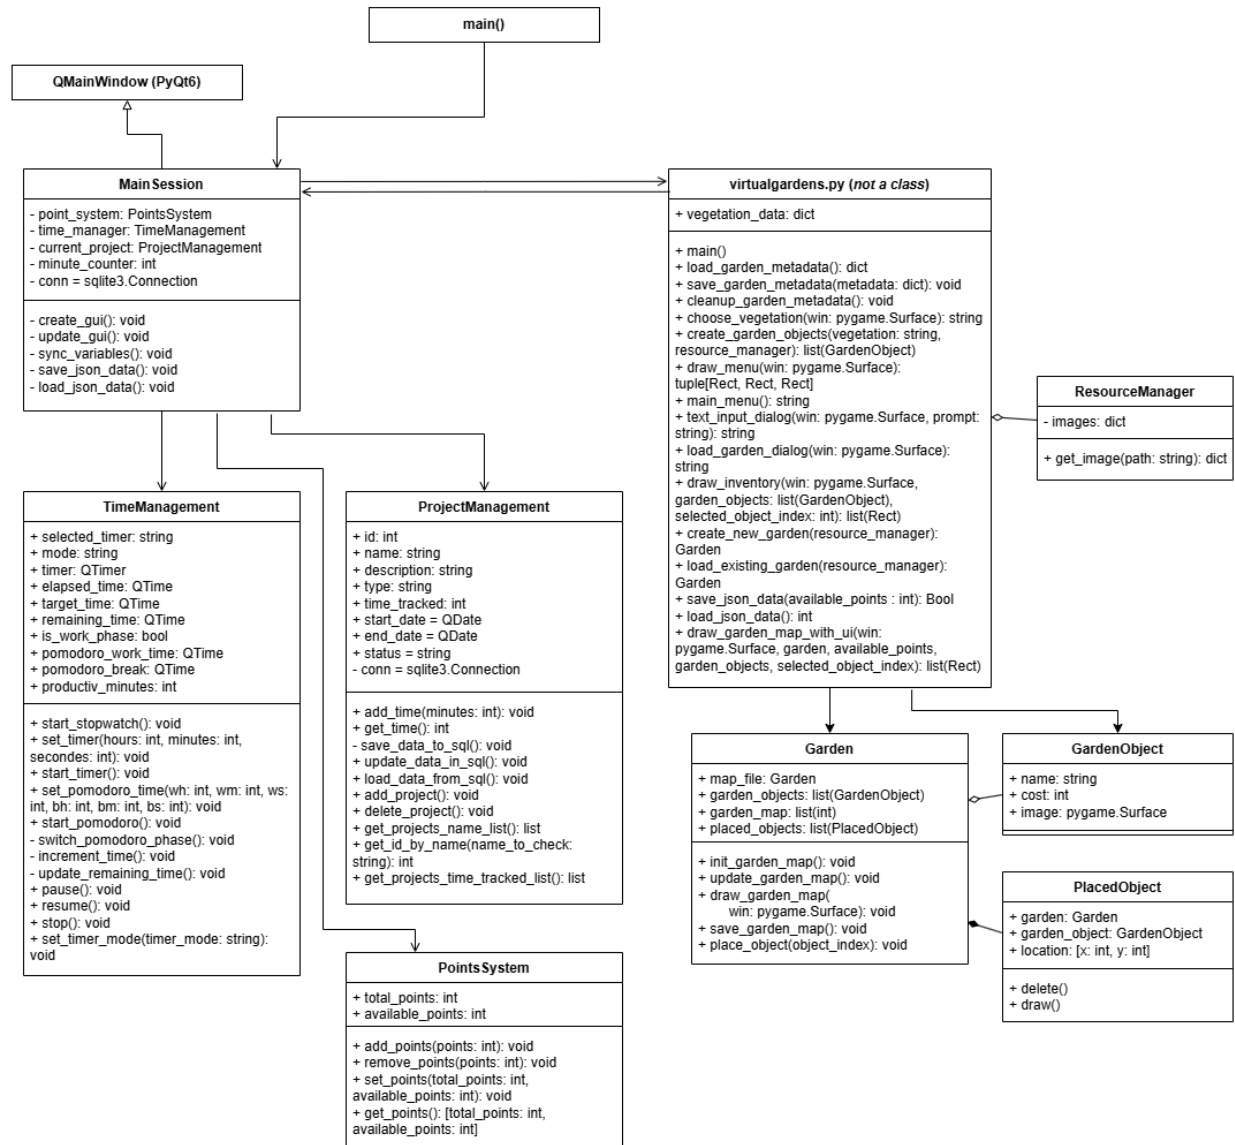 main()
QMainWindow (PyQt6)
MainSession
- point_system: PointsSystem
- time_manager: TimeManagement
- current_project: ProjectManagement
- minute_counter: int
- conn = sqlite3.Connection
- create_gui(): void
- update_gui(): void
- sync_variables(): void
- save_json_data(): void
- load_json_data(): void
virtualgardens.py (not a class)
+ vegetation_data: dict
+ main()
+ load_garden_metadata(): dict
+ save_garden_metadata(metadata: dict): void
+ cleanup_garden_metadata(): void
+ choose_vegetation(win: pygame.Surface): string
+ create_garden_objects(vegetation: string,
resource_manager): list(GardenObject)
+ draw_menu(win: pygame.Surface):
tuple[Rect, Rect, Rect]
+ main_menu(): string
+ text_input_dialog(win: pygame.Surface, prompt:
string): string
+ load_garden_dialog(win: pygame.Surface):
string
+ draw_inventory(win: pygame.Surface,
garden_objects: list(GardenObject),
selected_object_index: int): list(Rect)
+ create_new_garden(resource_manager):
Garden
+ load_existing_garden(resource_manager):
Garden
+ save_json_data(available_points : int): Bool
+ load_json_data(): int
+ draw_garden_map_with_ui(win:
pygame.Surface, garden, available_points,
garden_objects, selected_object_index): list(Rect)
ResourceManager
- images: dict
+ get_image(path: string): dict
TimeManagement
+ selected_timer: string
+ mode: string
+ timer: QTimer
+ elapsed_time: QTime
+ target_time: QTime
+ remaining_time: QTime
+ is_work_phase: bool
+ pomodoro_work_time: QTime
+ pomodoro_break: QTime
+ productiv_minutes: int
+ start_stopwatch(): void
+ set_timer(hours: int, minutes: int,
secondes: int): void
+ start_timer(): void
+ set_pomodoro_time(wh: int, wm: int, ws:
int, bh: int, bm: int, bs: int): void
+ start_pomodoro(): void
- switch_pomodoro_phase(): void
- increment_time(): void
- update_remaining_time(): void
+ pause(): void
+ resume(): void
+ stop(): void
+ set_timer_mode(timer_mode: string):
void
ProjectManagement
+ id: int
+ name: string
+ description: string
+ type: string
+ time_tracked: int
+ start_date = QDate
+ end_date = QDate
+ status = string
- conn = sqlite3.Connection
+ add_time(minutes: int): void
+ get_time(): int
- save_data_to_sql(): void
+ update_data_in_sql(): void
+ load_data_from_sql(): void
+ add_project(): void
+ delete_project(): void
+ get_projects_name_list(): list
+ get_id_by_name(name_to_check:
string): int
+ get_projects_time_tracked_list(): list
PointsSystem
+ total_points: int
+ available_points: int
+ add_points(points: int): void
+ remove_points(points: int): void
+ set_points(total_points: int,
available_points: int): void
+ get_points(): [total_points: int,
available_points: int]
Garden
+ map_file: Garden
+ garden_objects: list(GardenObject)
+ garden_map: list(int)
+ placed_objects: list(PlacedObject)
+ init_garden_map(): void
+ update_garden_map(): void
+ draw_garden_map(
win: pygame.Surface): void
+ save_garden_map(): void
+ place_object(object_index): void
GardenObject
+ name: string
+ cost: int
+ image: pygame.Surface
PlacedObject
+ garden: Garden
+ garden_object: GardenObject
+ location: [x: int, y: int]
+ delete()
+ draw()